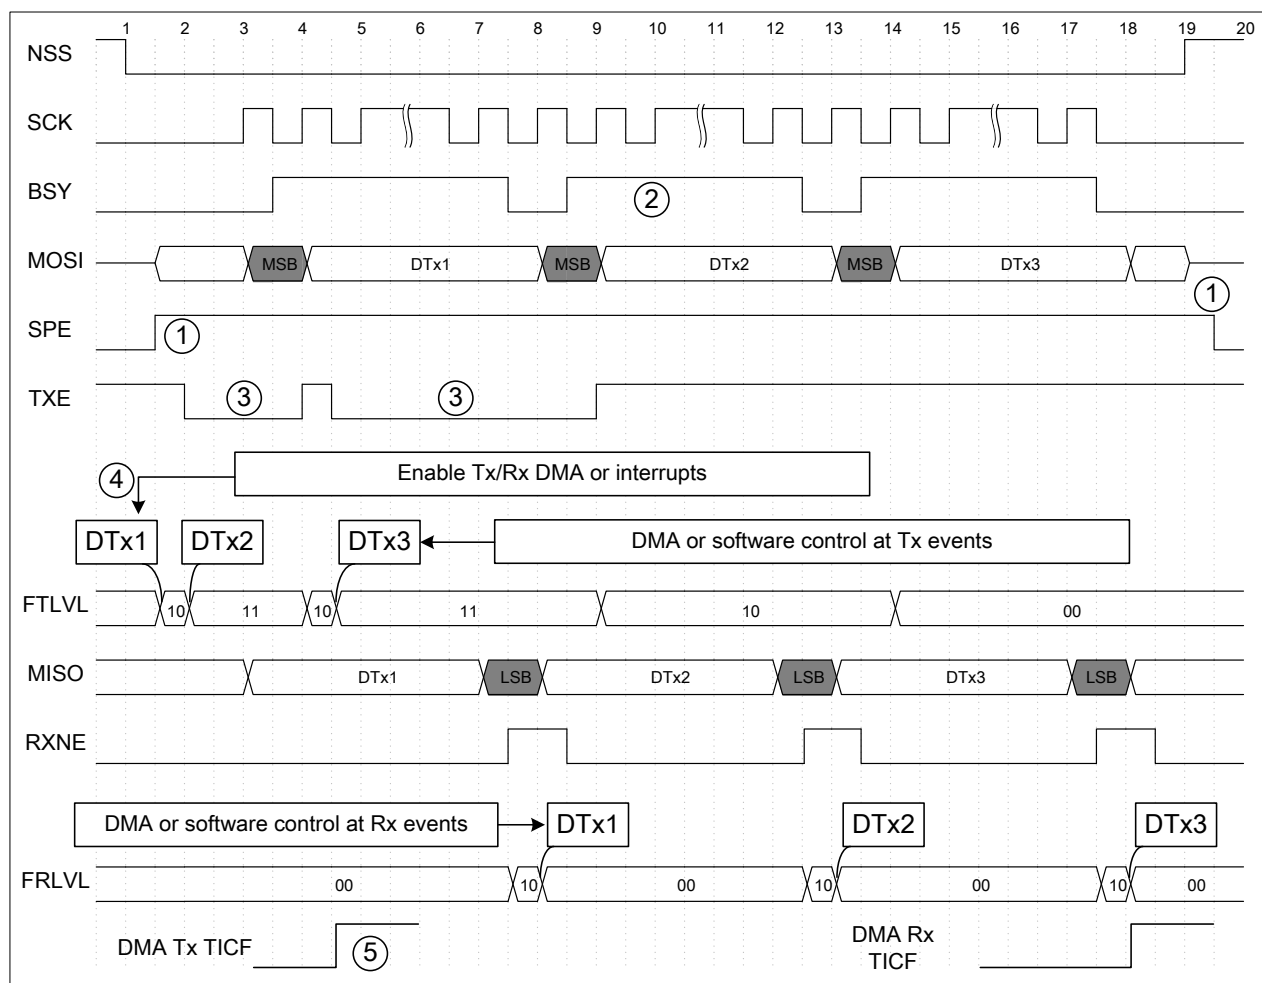 1 2 3 4 5 6 7 8 9 10 11 12 13 14 15 16 17 18 19 20
NSS
SCK
BSY
2
MOSI MSB DTx1 MSB DTx2 MSB DTx3
1
SPE 1
TXE 3 3
4 Enable Tx/Rx DMA or interrupts
DTx1 DTx2 DTx3 DMA or software control at Tx events
FTLVL 10 11 10 11 10 00
MISO DTx1 LSB DTx2 LSB DTx3 LSB
RXNE
DMA or software control at Rx events DTx1 DTx2 DTx3
FRLVL 00 10 00 10 00 10 00
DMA Tx TICF 5 DMA Rx
TICF